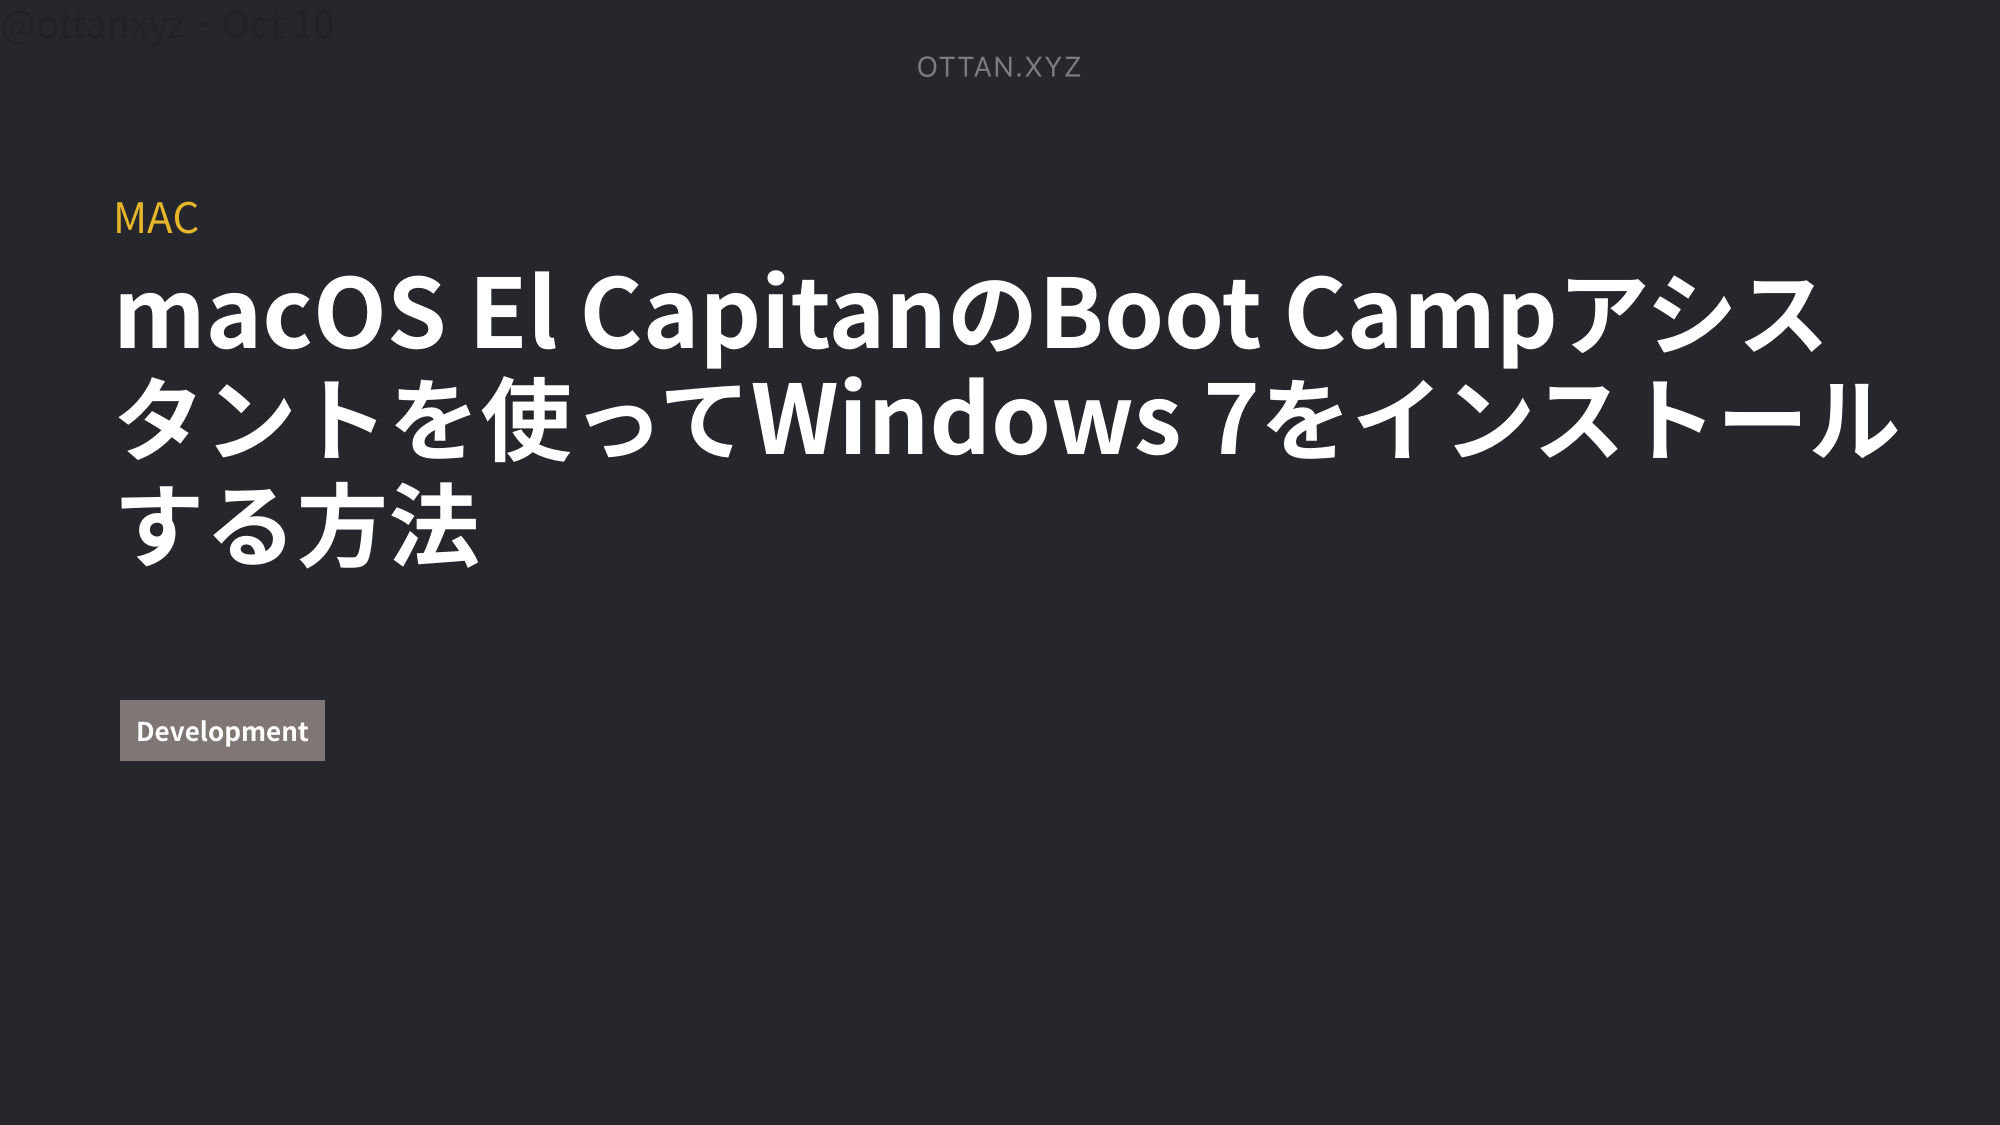 @ottanxyz・Oct 10
OTTAN.XYZ
MAC
macOS El CapitanのBoot Campアシス
タントを使ってWindows 7をインストール
する方法
Development